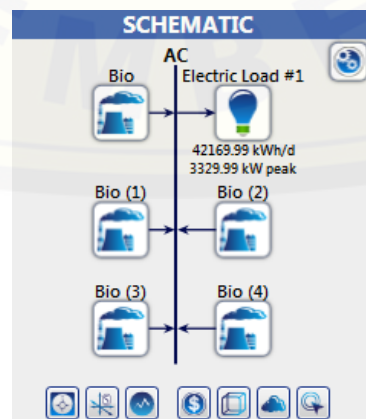 SCHEMATIC
AC
Bio Electric Load #1
42169.99 kWh/d
3329.99 kW peak
Bio (1) Bio (2)
Bio (3) Bio (4)